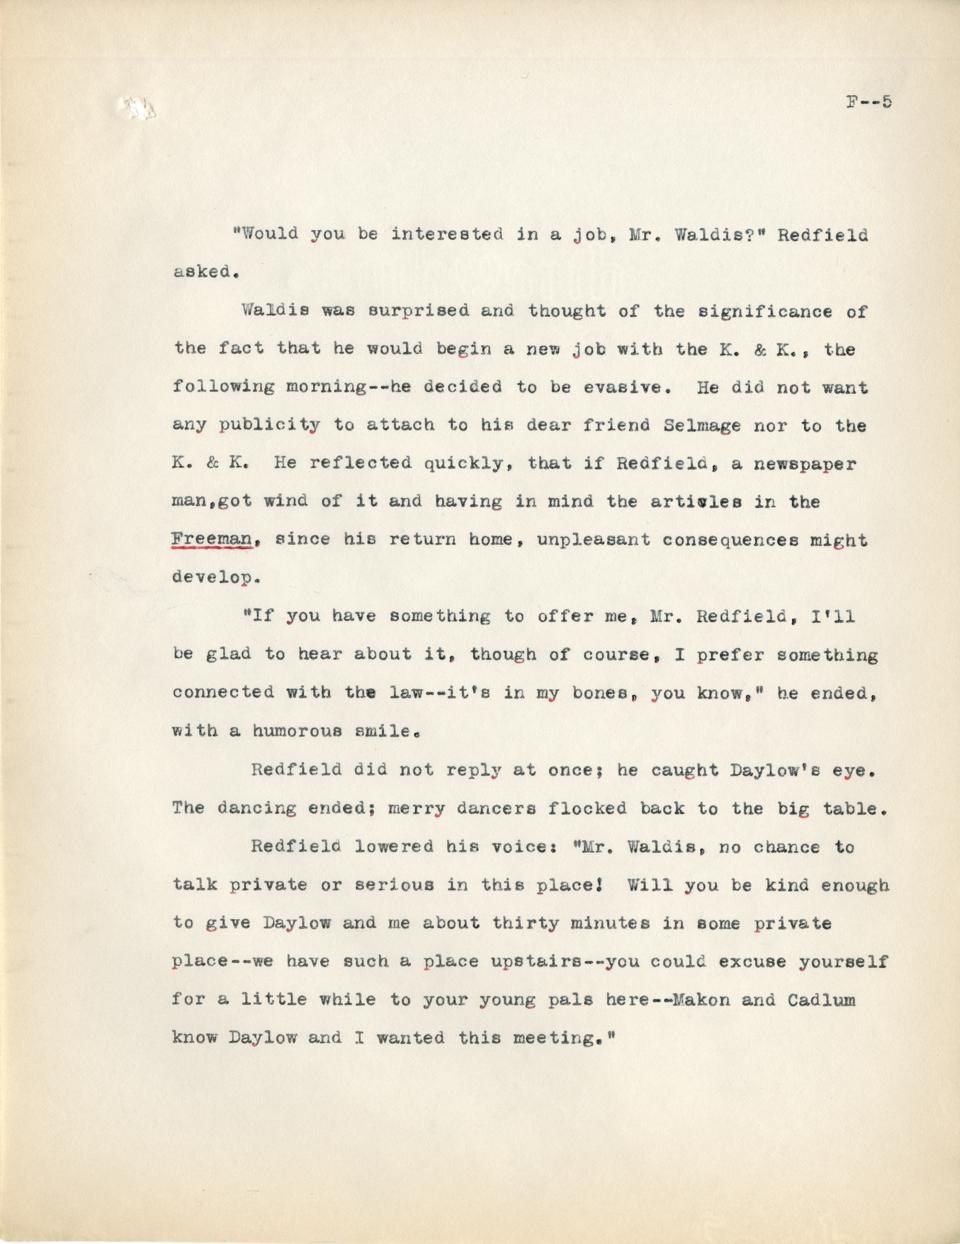 F--5
"Would you be interested in a job, Mr. Waldis?" Redfield
asked.
Waldis was surprised and thought of the significance of
the fact that he would begin a new job with the K. & K., the
following morning--he decided to be evasive. He did not want
any publicity to attach to his dear friend Selmage nor to the
K. & K. He reflected quickly, that if Redfield, a newspaper
man,got wind of it and having in mind the articles in the
Freeman, since his return home, unpleasant consequences might
develop.
"If you have something to offer me, Mr. Redfield, I'll
be glad to hear about it, though of course, I prefer something
connected with the law--it's in my bones, you know," he ended,
with a humorous smile.
Redfield did not reply at once; he caught Daylow's eye.
The dancing ended; merry dancers flocked back to the big table.
Redfield lowered his voice: "Mr. Waldis, no chance to
talk private or serious in this place! Will you be kind enough
to give Daylow and me about thirty minutes in some private
place--we have such a place upstairs--you could excuse yourself
for a little while to your young pals here--Makon and Cadlum
know Daylow and I wanted this meeting."